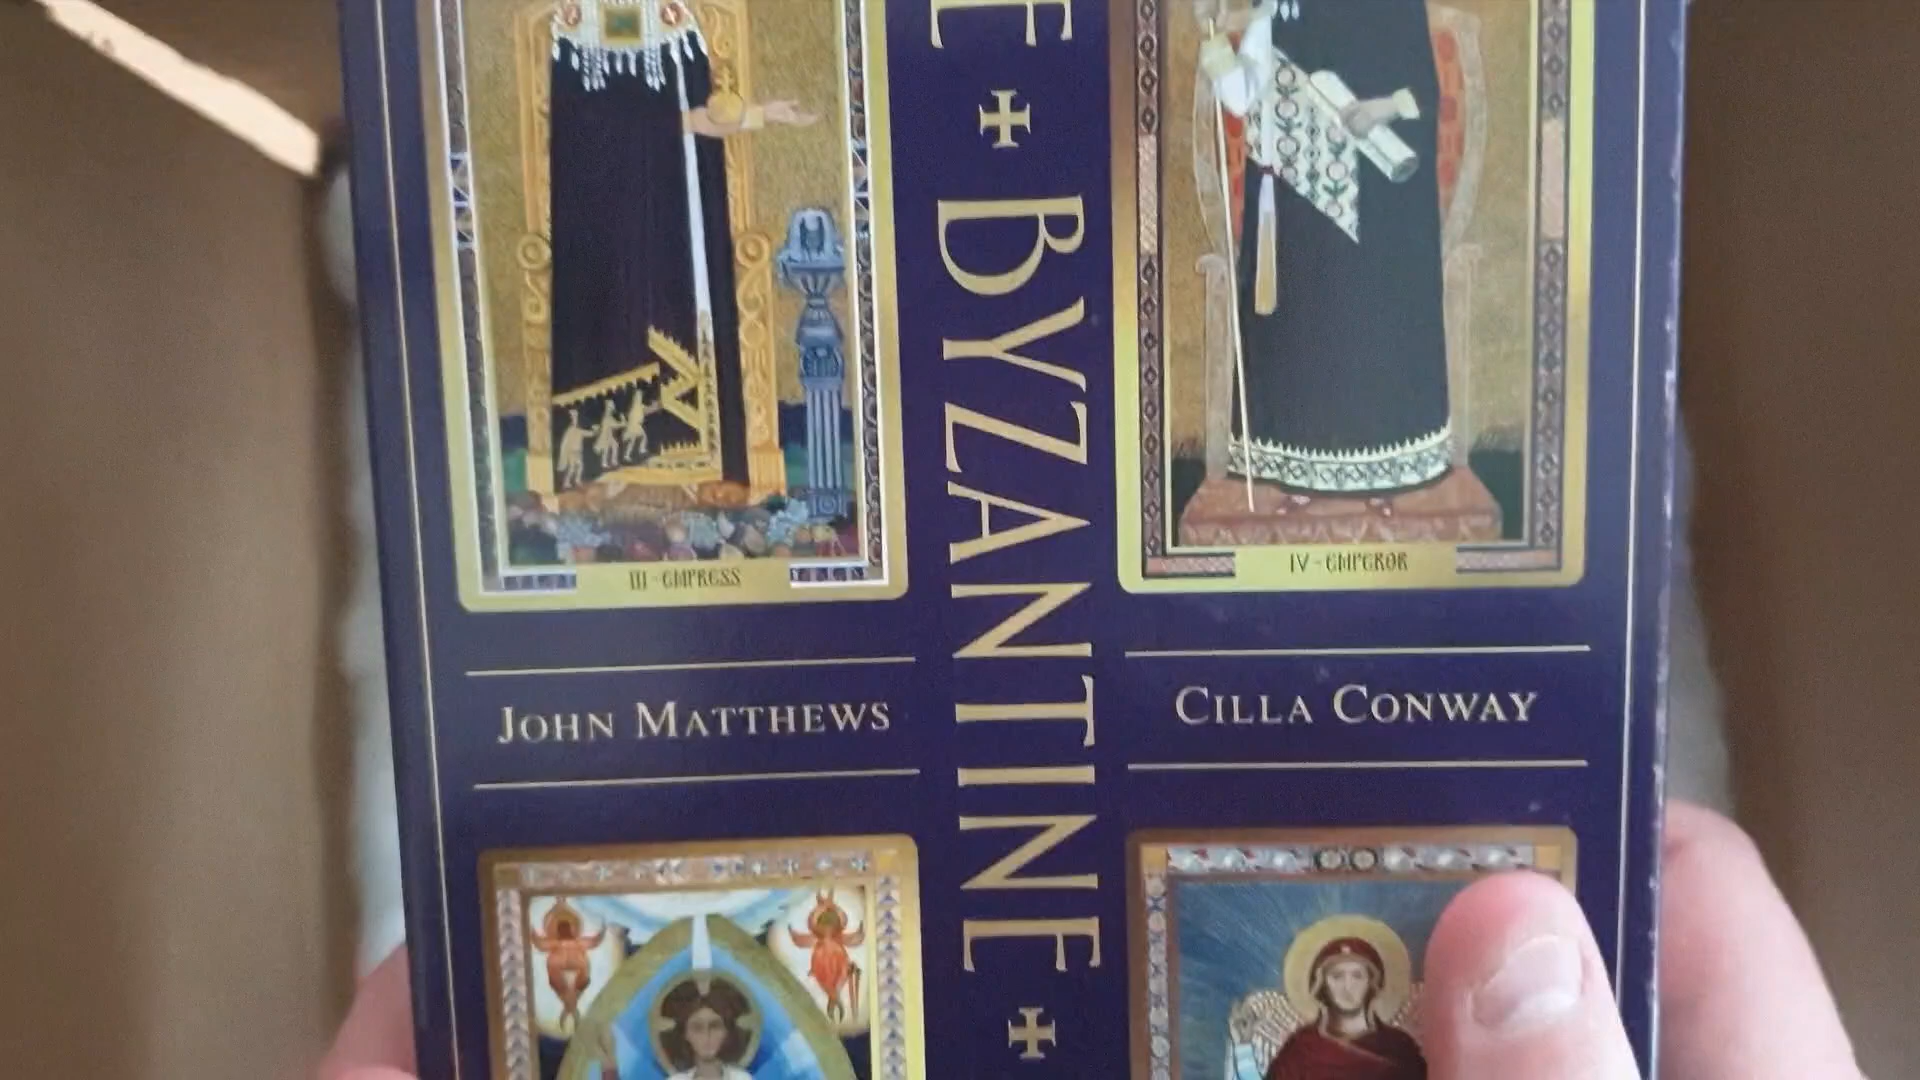 BYZANTINE
III - EMPRESS
IV - EMPEROR
JOHN MATTHEWS
CILLA CONWAY